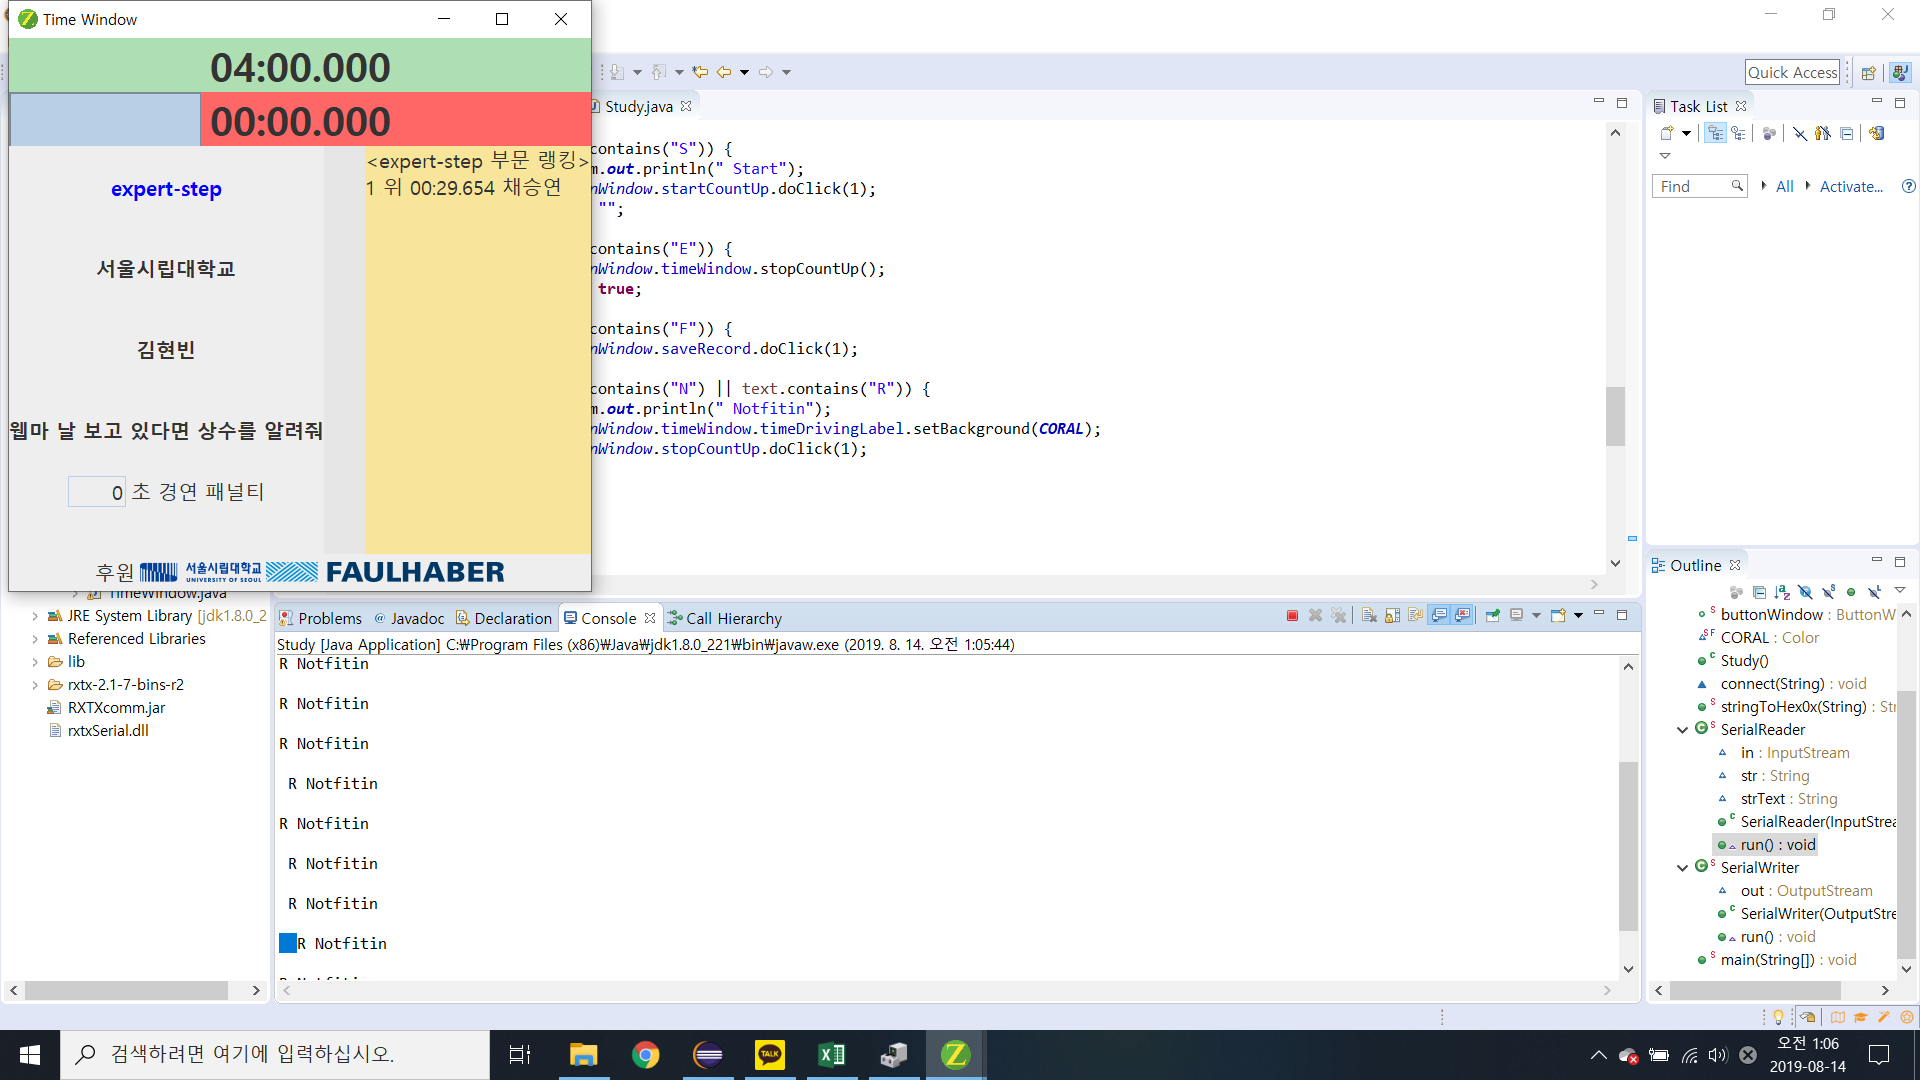 Time Window
04:00.000
00:00.000
expert-step
서울시립대학교
김현빈
웹마 날 보고 있다면 상수를 알려줘
0 초 경연 패널티
<expert-step 부문 랭킹>
1 위 00:29.654 채승연
후원 서울시립대학교 UNIVERSITY OF SEOUL FAULHABER
Quick Access
Study.java
contains("S")) {
m.out.println(" Start");
nWindow.startCountUp.doClick(1);
"";
contains("E")) {
nWindow.timeWindow.stopCountUp();
true;
contains("F")) {
nWindow.saveRecord.doClick(1);
contains("N") || text.contains("R")) {
m.out.println(" Notfitin");
nWindow.timeWindow.timeDrivingLabel.setBackground(CORAL);
nWindow.stopCountUp.doClick(1);
Task List
Find
All
Activate...
TimeWindow.java
JRE System Library [jdk1.8.0_2
Referenced Libraries
lib
rxtx-2.1-7-bins-r2
RXTXcomm.jar
rxtxSerial.dll
Problems
@ Javadoc
Declaration
Console
Call Hierarchy
Study [Java Application] C:₩Program Files (x86)₩Java₩jdk1.8.0_221₩bin₩javaw.exe (2019. 8. 14. 오전 1:05:44)
R Notfitin
R Notfitin
R Notfitin
R Notfitin
R Notfitin
R Notfitin
R Notfitin
R Notfitin
R Notfitin
Outline
buttonWindow : ButtonW
CORAL : Color
Study()
connect(String) : void
stringToHex0x(String) : Str
SerialReader
in : InputStream
str : String
strText : String
SerialReader(InputStrea
run() : void
SerialWriter
out : OutputStream
SerialWriter(OutputStre
run() : void
main(String[]) : void
검색하려면 여기에 입력하십시오.
TALK
오전 1:06
2019-08-14